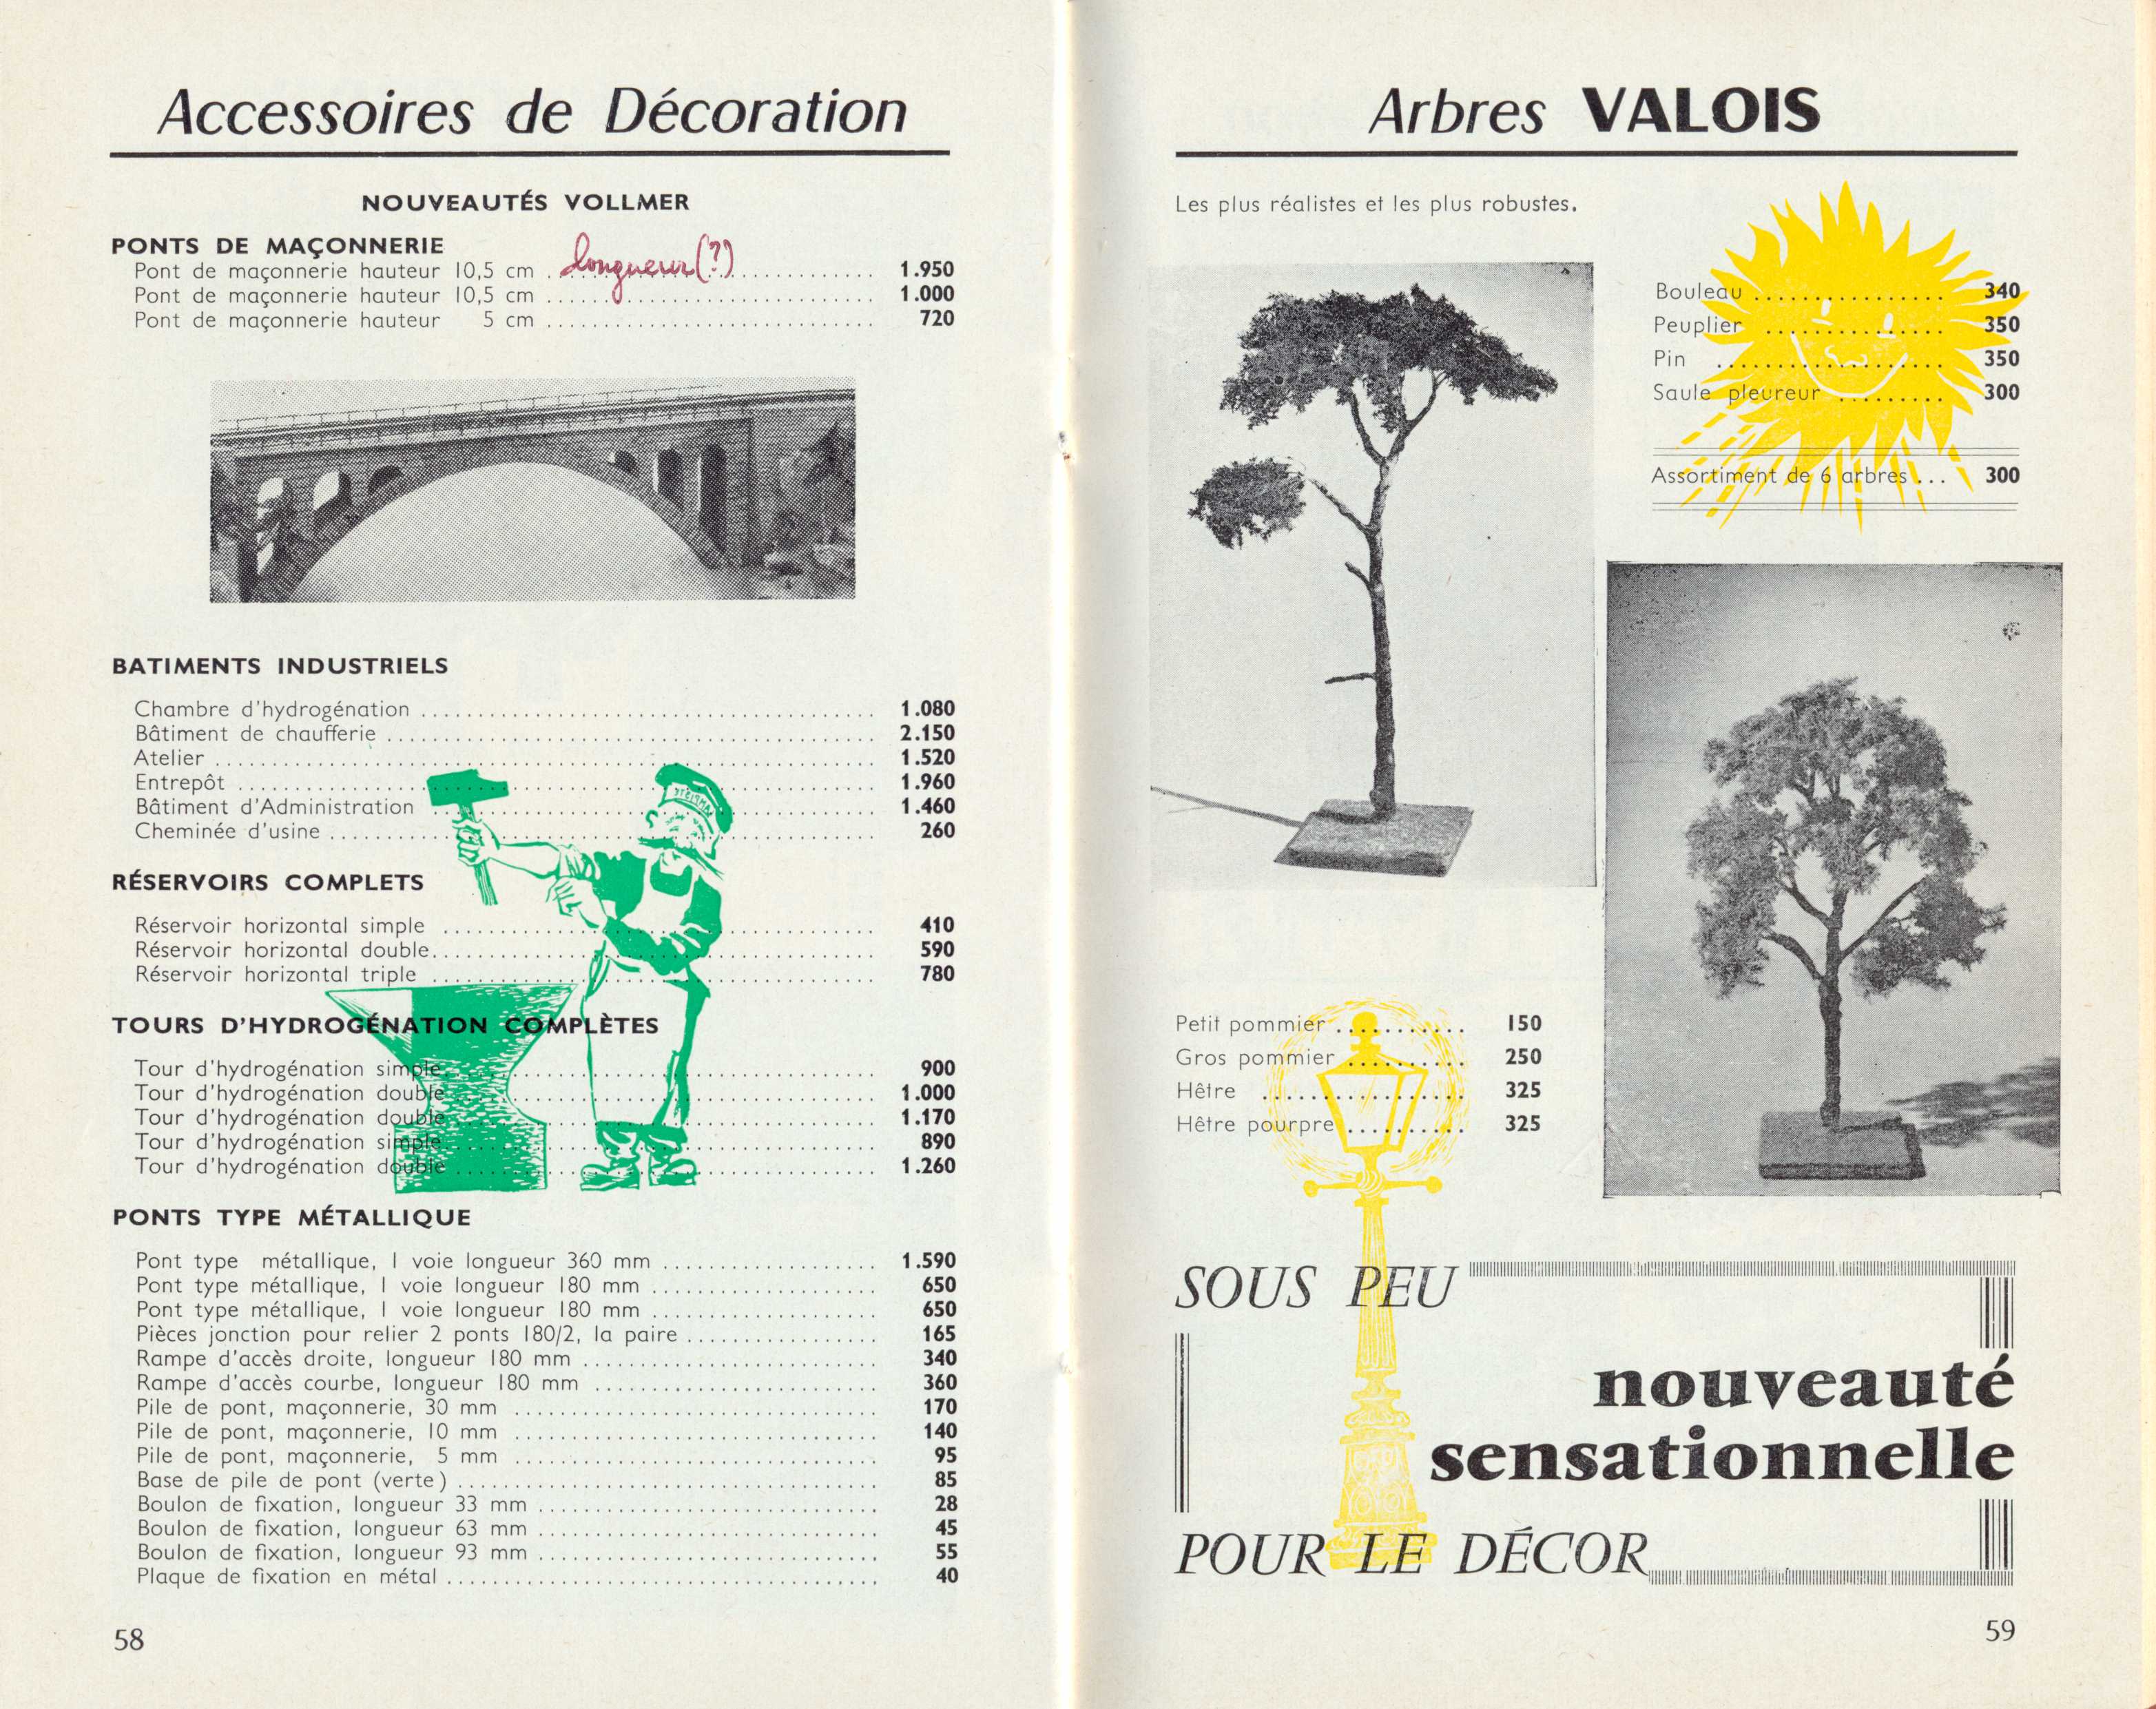 Accessoires de Décoration
NOUVEAUTÉS VOLLMER
PONTS DE MAÇONNERIE
Pont de maçonnerie hauteur 10,5 cm . longueur (?) ............ 1.950
Pont de maçonnerie hauteur 10,5 cm ............ 1.000
Pont de maçonnerie hauteur 5 cm ............ 720
BATIMENTS INDUSTRIELS
Chambre d'hydrogénation ............ 1.080
Bâtiment de chaufferie ............ 2.150
Atelier ............ 1.520
Entrepôt ............ 1.960
Bâtiment d'Administration ............ 1.460
Cheminée d'usine ............ 260
RÉSERVOIRS COMPLETS
Réservoir horizontal simple ............ 410
Réservoir horizontal double ............ 590
Réservoir horizontal triple ............ 780
TOURS D'HYDROGÉNATION COMPLÈTES
Tour d'hydrogénation simple ............ 900
Tour d'hydrogénation double ............ 1.000
Tour d'hydrogénation double ............ 1.170
Tour d'hydrogénation simple ............ 890
Tour d'hydrogénation double ............ 1.260
PONTS TYPE MÉTALLIQUE
Pont type métallique, 1 voie longueur 360 mm ............ 1.590
Pont type métallique, 1 voie longueur 180 mm ............ 650
Pont type métallique, 1 voie longueur 180 mm ............ 650
Pièces jonction pour relier 2 ponts 180/2, la paire ............ 165
Rampe d'accès droite, longueur 180 mm ............ 340
Rampe d'accès courbe, longueur 180 mm ............ 360
Pile de pont, maçonnerie, 30 mm ............ 170
Pile de pont, maçonnerie, 10 mm ............ 140
Pile de pont, maçonnerie, 5 mm ............ 95
Base de pile de pont (verte) ............ 85
Boulon de fixation, longueur 33 mm ............ 28
Boulon de fixation, longueur 63 mm ............ 45
Boulon de fixation, longueur 93 mm ............ 55
Plaque de fixation en métal ............ 40
58
Arbres VALOIS
Les plus réalistes et les plus robustes.
Bouleau ............ 340
Peuplier ............ 350
Pin ............ 350
Saule pleureur ............ 300
Assortiment de 6 arbres ... 300
Petit pommier ............ 150
Gros pommier ............ 250
Hêtre ............ 325
Hêtre pourpre ............ 325
SOUS PEU
nouveauté
sensationnelle
POUR LE DÉCOR
59